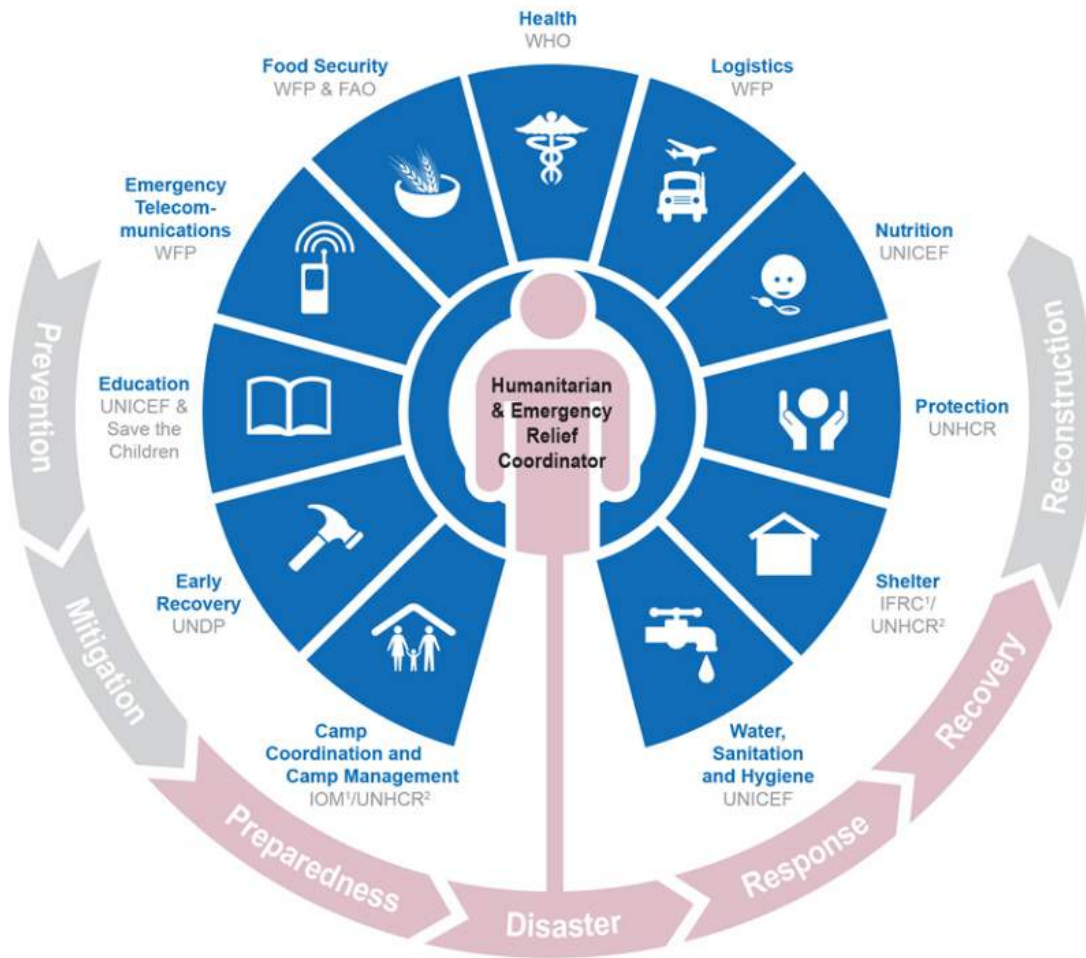 Health
WHO
Food Security
WFP & FAO
Logistics
WFP
Emergency
Telecom-
munications
WFP
Nutrition
UNICEF
Education
UNICEF &
Save the
Children
Protection
UNHCR
Humanitarian
& Emergency
Relief
Coordinator
Early
Recovery
UNDP
Shelter
IFRC¹/
UNHCR²
Camp
Coordination and
Camp Management
IOM¹/UNHCR²
Water,
Sanitation
and Hygiene
UNICEF
Prevention
Mitigation
Preparedness
Disaster
Response
Recovery
Reconstruction